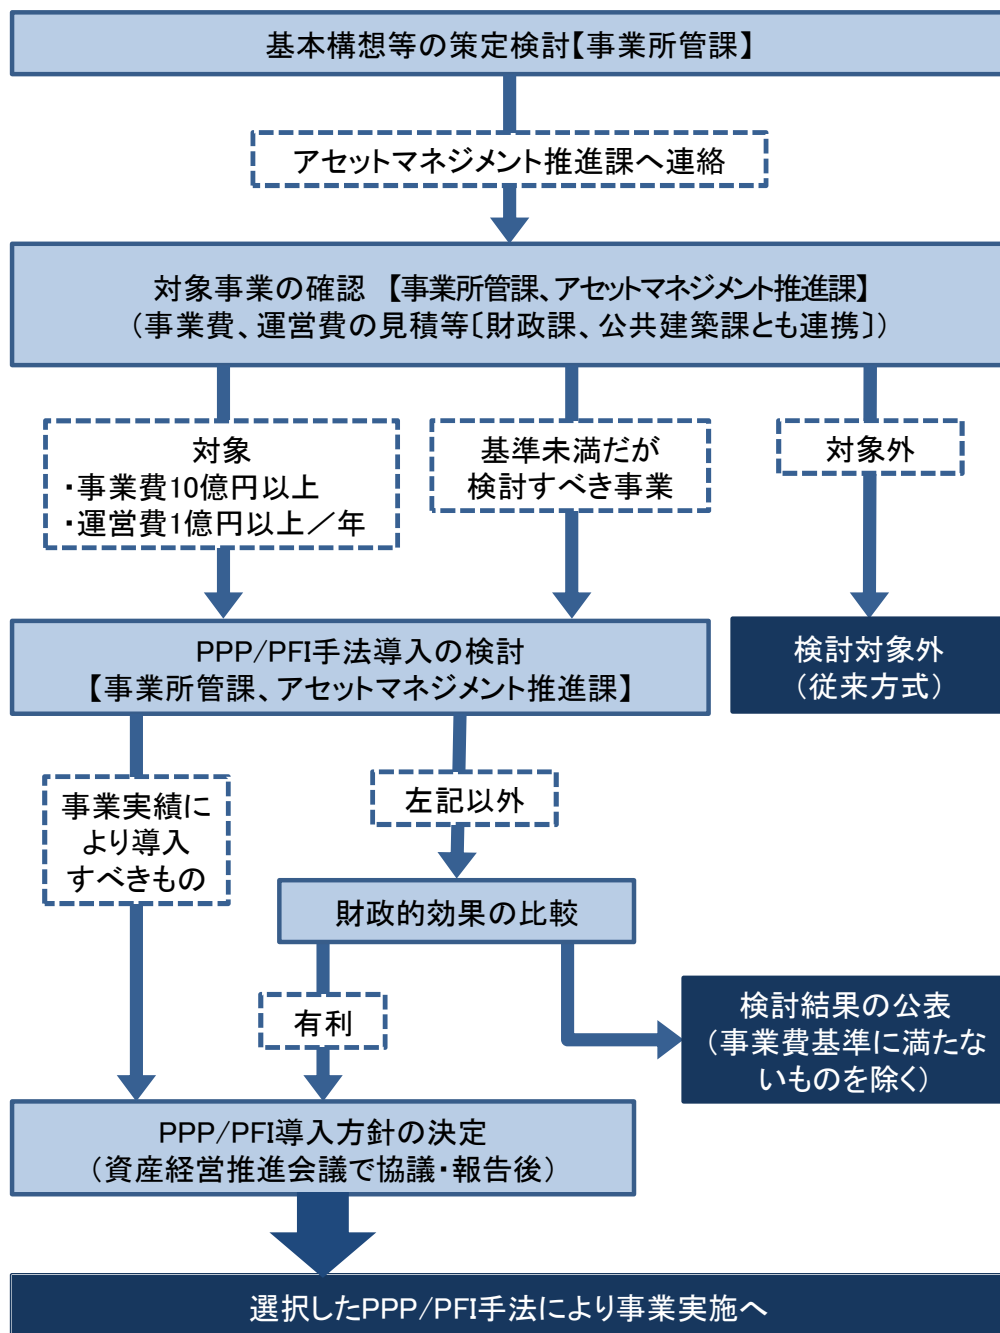 基本構想等の策定検討【事業所管課】
アセットマネジメント推進課へ連絡
対象事業の確認 【事業所管課、アセットマネジメント推進課】
（事業費、運営費の見積等〔財政課、公共建築課とも連携〕）
対象
・事業費10億円以上
・運営費1億円以上／年
基準未満だが
検討すべき事業
対象外
PPP/PFI手法導入の検討
【事業所管課、アセットマネジメント推進課】
検討対象外
（従来方式）
事業実績に
より導入
すべきもの
左記以外
財政的効果の比較
有利
検討結果の公表
（事業費基準に満たな
いものを除く）
PPP/PFI導入方針の決定
（資産経営推進会議で協議・報告後）
選択したPPP/PFI手法により事業実施へ